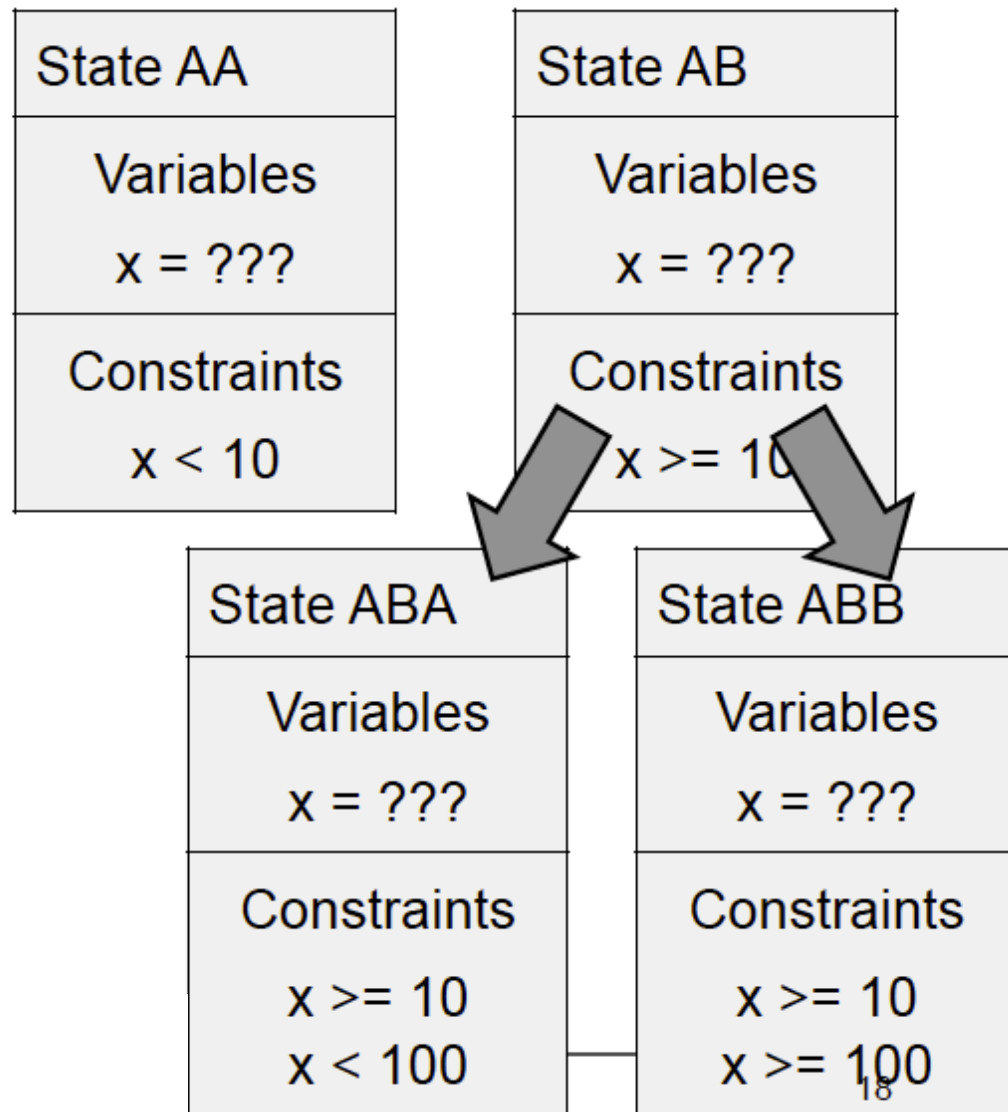 State AA
Variables
x = ???
Constraints
x < 10
State AB
Variables
x = ???
Constraints
x >= 10
State ABA
Variables
x = ???
Constraints
x >= 10
x < 100
State ABB
Variables
x = ???
Constraints
x >= 10
x >= 100
18